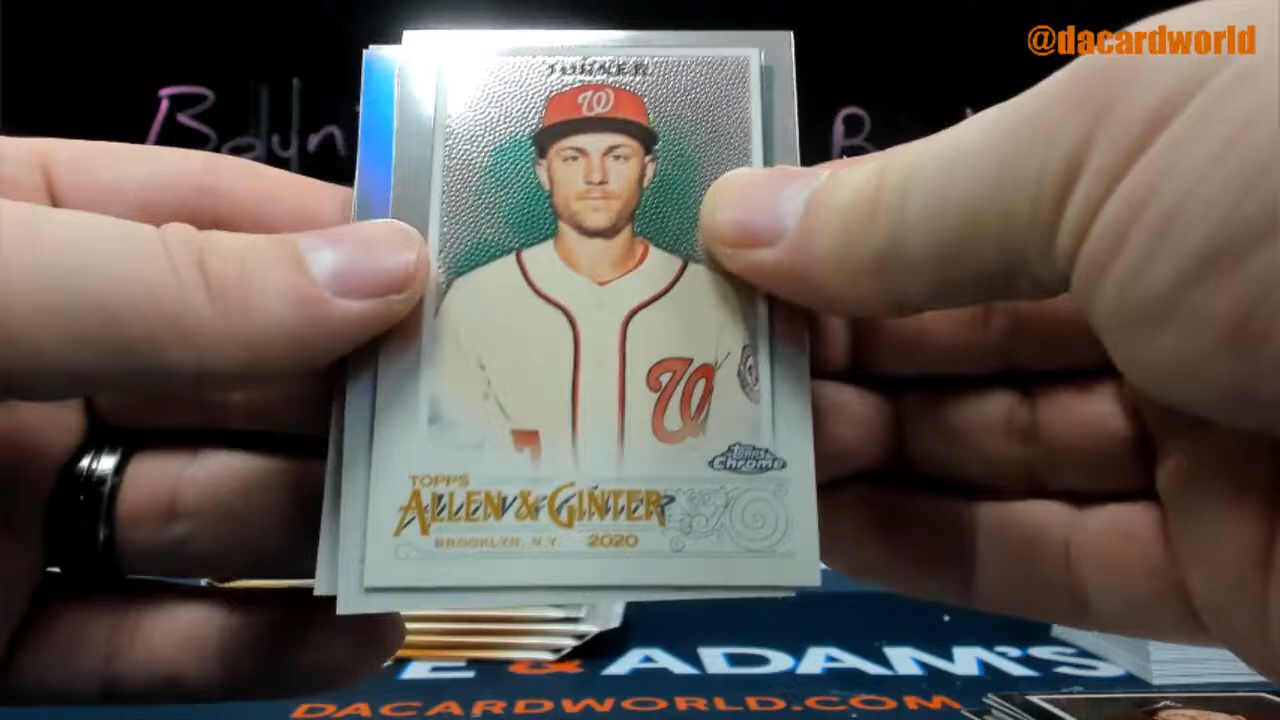 @dacardworld
TURNER
W
W
TOPPS
Chrome
TOPPS
ALLEN & GINTER
BROOKLYN, N.Y. 2020
E & ADAM'S
DACARDWORLD.COM